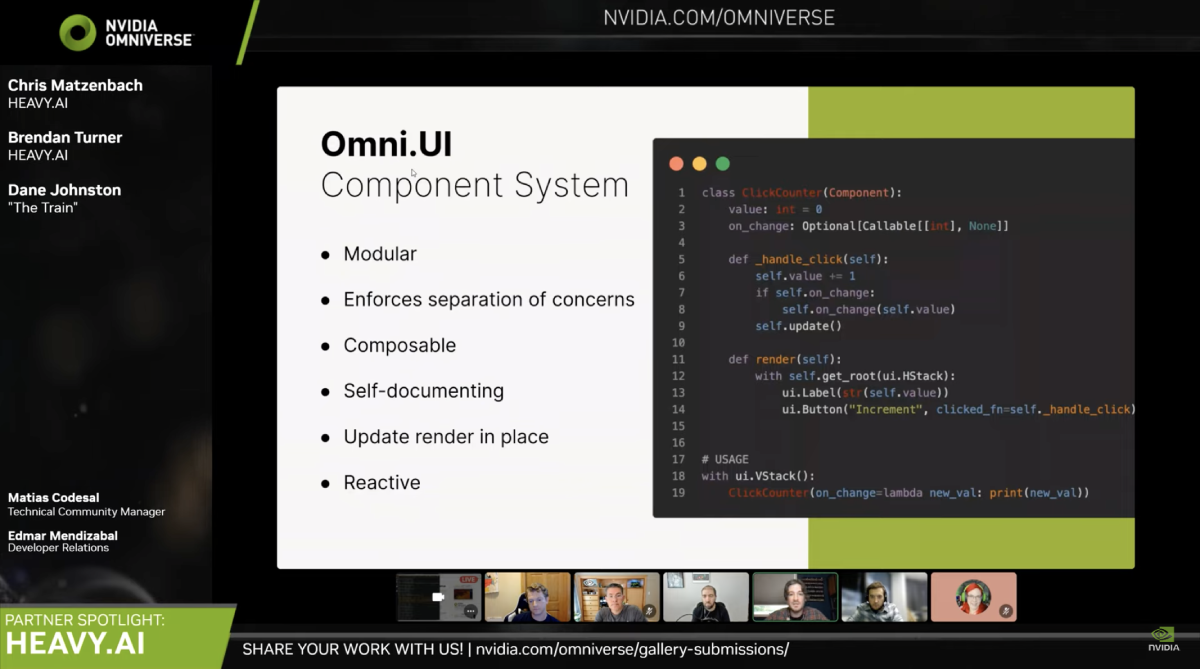 NVIDIA
OMNIVERSE
NVIDIA.COM/OMNIVERSE
Chris Matzenbach
HEAVY.AI
Brendan Turner
HEAVY.AI
Dane Johnston
"The Train"
Omni.UI
Component System
• Modular
• Enforces separation of concerns
• Composable
• Self-documenting
• Update render in place
• Reactive
1 class ClickCounter(Component):
2     value: int = 0
3     on_change: Optional[Callable[[int], None]]
4
5     def _handle_click(self):
6         self.value += 1
7         if self.on_change:
8             self.on_change(self.value)
9         self.update()
10
11     def render(self):
12         with self.get_root(ui.HStack):
13             ui.Label(str(self.value))
14             ui.Button("Increment", clicked_fn=self._handle_click)
15
16
17 # USAGE
18 with ui.VStack():
19     ClickCounter(on_change=lambda new_val: print(new_val))
Matias Codesal
Technical Community Manager
Edmar Mendizabal
Developer Relations
LIVE
PARTNER SPOTLIGHT:
HEAVY.AI
SHARE YOUR WORK WITH US! | nvidia.com/omniverse/gallery-submissions/
NVIDIA